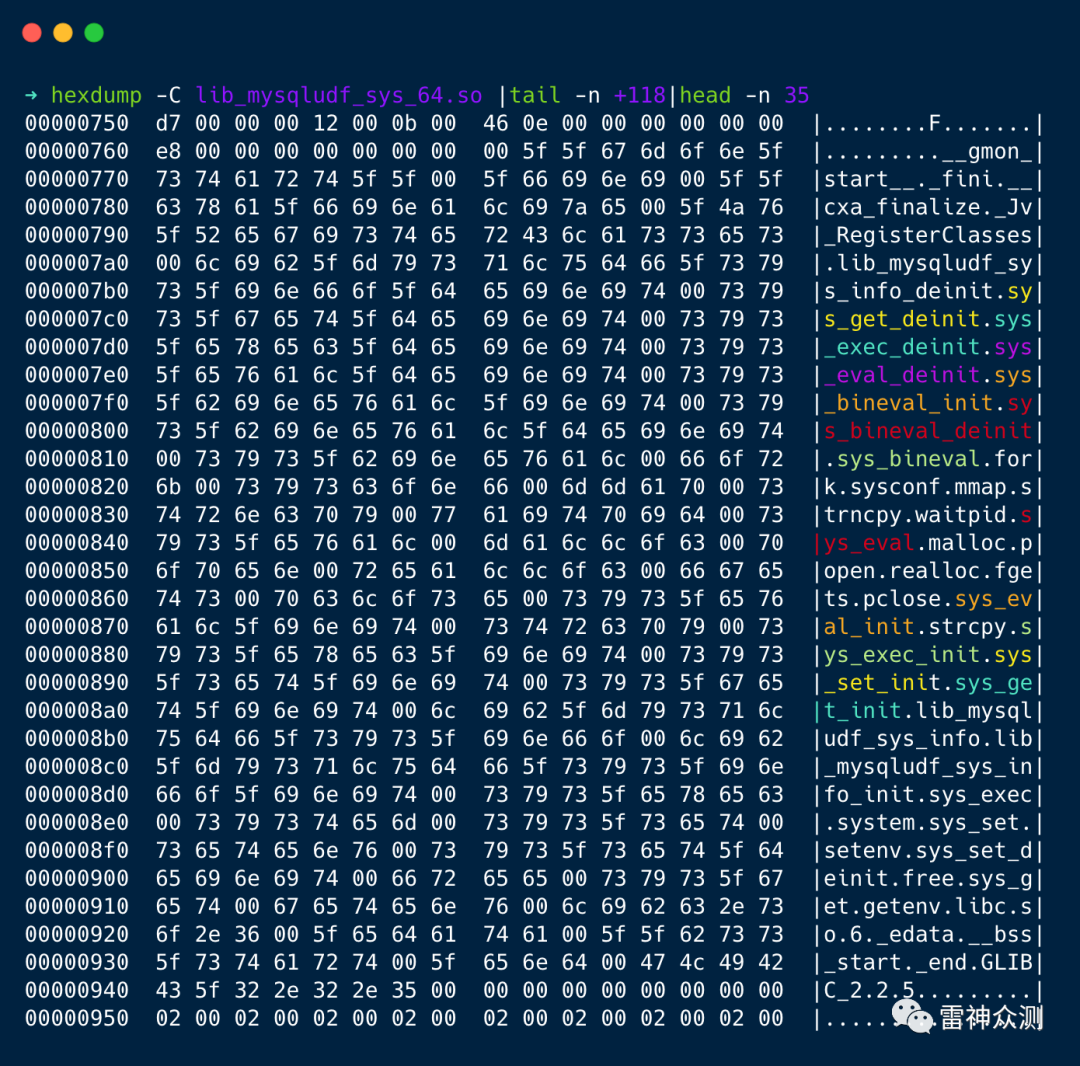 → hexdump -C lib_mysqludf_sys_64.so |tail -n +118|head -n 35
00000750  d7 00 00 00 12 00 0b 00  46 0e 00 00 00 00 00 00  |........F.......|
00000760  e8 00 00 00 00 00 00 00  00 5f 5f 67 6d 6f 6e 5f  |.........__gmon_|
00000770  73 74 61 72 74 5f 5f 00  5f 66 69 6e 69 00 5f 5f  |start__._fini.__|
00000780  63 78 61 5f 66 69 6e 61  6c 69 7a 65 00 5f 4a 76  |cxa_finalize._Jv|
00000790  5f 52 65 67 69 73 74 65  72 43 6c 61 73 73 65 73  |_RegisterClasses|
000007a0  00 6c 69 62 5f 6d 79 73  71 6c 75 64 66 5f 73 79  |.lib_mysqludf_sy|
000007b0  73 5f 69 6e 66 6f 5f 64  65 69 6e 69 74 00 73 79  |s_info_deinit.sy|
000007c0  73 5f 67 65 74 5f 64 65  69 6e 69 74 00 73 79 73  |s_get_deinit.sys|
000007d0  5f 65 78 65 63 5f 64 65  69 6e 69 74 00 73 79 73  |_exec_deinit.sys|
000007e0  5f 65 76 61 6c 5f 64 65  69 6e 69 74 00 73 79 73  |_eval_deinit.sys|
000007f0  5f 62 69 6e 65 76 61 6c  5f 69 6e 69 74 00 73 79  |_bineval_init.sy|
00000800  73 5f 62 69 6e 65 76 61  6c 5f 64 65 69 6e 69 74  |s_bineval_deinit|
00000810  00 73 79 73 5f 62 69 6e  65 76 61 6c 00 66 6f 72  |.sys_bineval.for|
00000820  6b 00 73 79 73 63 6f 6e  66 00 6d 6d 61 70 00 73  |k.sysconf.mmap.s|
00000830  74 72 6e 63 70 79 00 77  61 69 74 70 69 64 00 73  |trncpy.waitpid.s|
00000840  79 73 5f 65 76 61 6c 00  6d 61 6c 6c 6f 63 00 70  |ys_eval.malloc.p|
00000850  6f 70 65 6e 00 72 65 61  6c 6c 6f 63 00 66 67 65  |open.realloc.fge|
00000860  74 73 00 70 63 6c 6f 73  65 00 73 79 73 5f 65 76  |ts.pclose.sys_ev|
00000870  61 6c 5f 69 6e 69 74 00  73 74 72 63 70 79 00 73  |al_init.strcpy.s|
00000880  79 73 5f 65 78 65 63 5f  69 6e 69 74 00 73 79 73  |ys_exec_init.sys|
00000890  5f 73 65 74 5f 69 6e 69  74 00 73 79 73 5f 67 65  |_set_init.sys_ge|
000008a0  74 5f 69 6e 69 74 00 6c  69 62 5f 6d 79 73 71 6c  |t_init.lib_mysql|
000008b0  75 64 66 5f 73 79 73 5f  69 6e 66 6f 00 6c 69 62  |udf_sys_info.lib|
000008c0  5f 6d 79 73 71 6c 75 64  66 5f 73 79 73 5f 69 6e  |_mysqludf_sys_in|
000008d0  66 6f 5f 69 6e 69 74 00  73 79 73 5f 65 78 65 63  |fo_init.sys_exec|
000008e0  00 73 79 73 74 65 6d 00  73 79 73 5f 73 65 74 00  |.system.sys_set.|
000008f0  73 65 74 65 6e 76 00 73  79 73 5f 73 65 74 5f 64  |setenv.sys_set_d|
00000900  65 69 6e 69 74 00 66 72  65 65 00 73 79 73 5f 67  |einit.free.sys_g|
00000910  65 74 00 67 65 74 65 6e  76 00 6c 69 62 63 2e 73  |et.getenv.libc.s|
00000920  6f 2e 36 00 5f 65 64 61  74 61 00 5f 5f 62 73 73  |o.6._edata.__bss|
00000930  5f 73 74 61 72 74 00 5f  65 6e 64 00 47 4c 49 42  |_start._end.GLIB|
00000940  43 5f 32 2e 32 2e 35 00  00 00 00 00 00 00 00 00  |C_2.2.5.........|
00000950  02 00 02 00 02 00 02 00  02 00 02 00 02 00 02 00  |................|
雷神众测